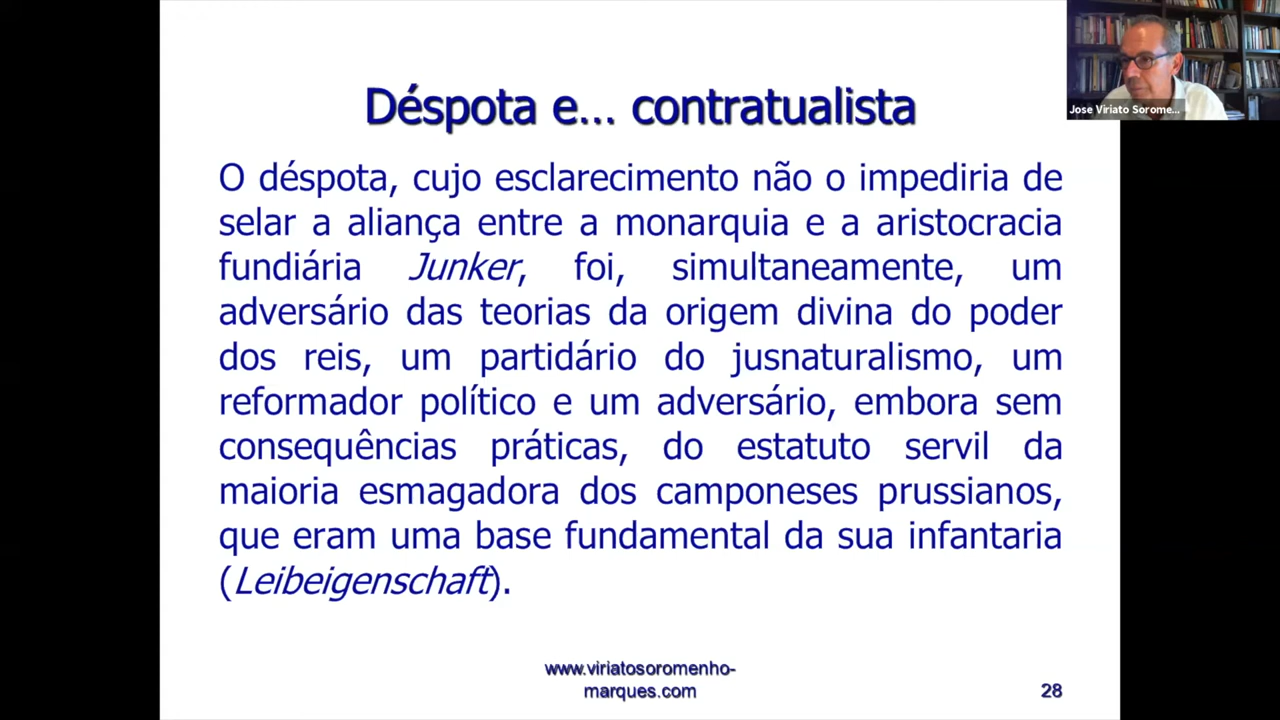 Déspota e... contratualista
O déspota, cujo esclarecimento não o impediria de
selar a aliança entre a monarquia e a aristocracia
fundiária Junker, foi, simultaneamente, um
adversário das teorias da origem divina do poder
dos reis, um partidário do jusnaturalismo, um
reformador político e um adversário, embora sem
consequências práticas, do estatuto servil da
maioria esmagadora dos camponeses prussianos,
que eram uma base fundamental da sua infantaria
(Leibeigenschaft).
www.viriatosoromenho-
marques.com
28
Jose Viriato Sorome...